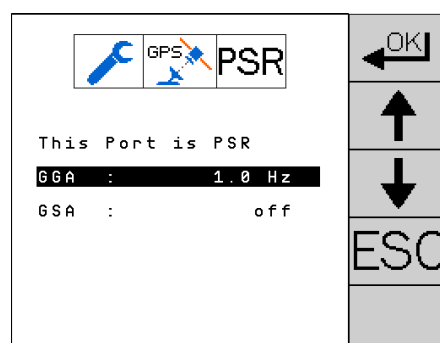 GPS
PSR
OK
This Port is PSR
GGA : 1.0 Hz
GSA : off
ESC